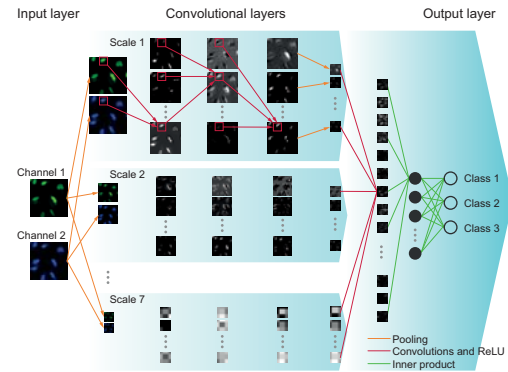 Input layer
Convolutional layers
Output layer
Scale 1
Channel 1
Channel 2
Scale 2
Scale 7
Class 1
Class 2
Class 3
Pooling
Convolutions and ReLU
Inner product